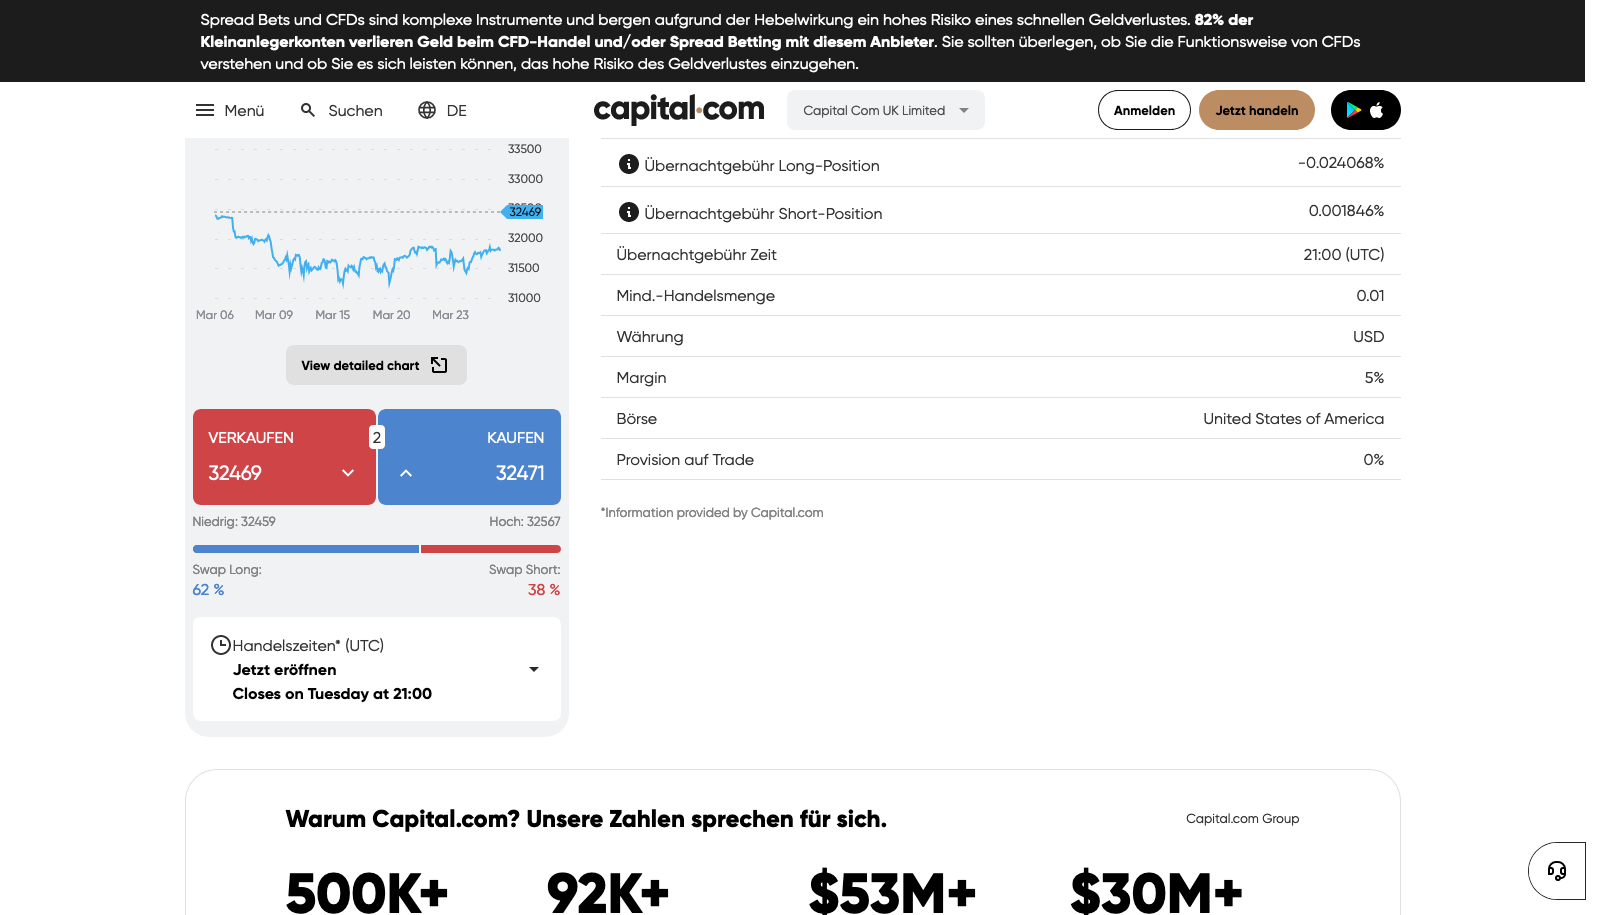 Spread Bets und CFDs sind komplexe Instrumente und bergen aufgrund der Hebelwirkung ein hohes Risiko eines schnellen Geldverlustes. 82% der
Kleinanlegerkonten verlieren Geld beim CFD-Handel und/oder Spread Betting mit diesem Anbieter. Sie sollten überlegen, ob Sie die Funktionsweise von CFDs
verstehen und ob Sie es sich leisten können, das hohe Risiko des Geldverlustes einzugehen.
Menü
Suchen
DE
capital.com
Capital Com UK Limited
Anmelden
Jetzt handeln
33500
33000
32469
32000
31500
31000
Mar 06 Mar 09 Mar 15 Mar 20 Mar 23
View detailed chart
VERKAUFEN 2 KAUFEN
32469 32471
Niedrig: 32459 Hoch: 32567
Swap Long: Swap Short:
62 % 38 %
Handelszeiten* (UTC)
Jetzt eröffnen
Closes on Tuesday at 21:00
Übernachtgebühr Long-Position -0.024068%
Übernachtgebühr Short-Position 0.001846%
Übernachtgebühr Zeit 21:00 (UTC)
Mind.-Handelsmenge 0.01
Währung USD
Margin 5%
Börse United States of America
Provision auf Trade 0%
*Information provided by Capital.com
Warum Capital.com? Unsere Zahlen sprechen für sich.
Capital.com Group
500K+ 92K+ $53M+ $30M+